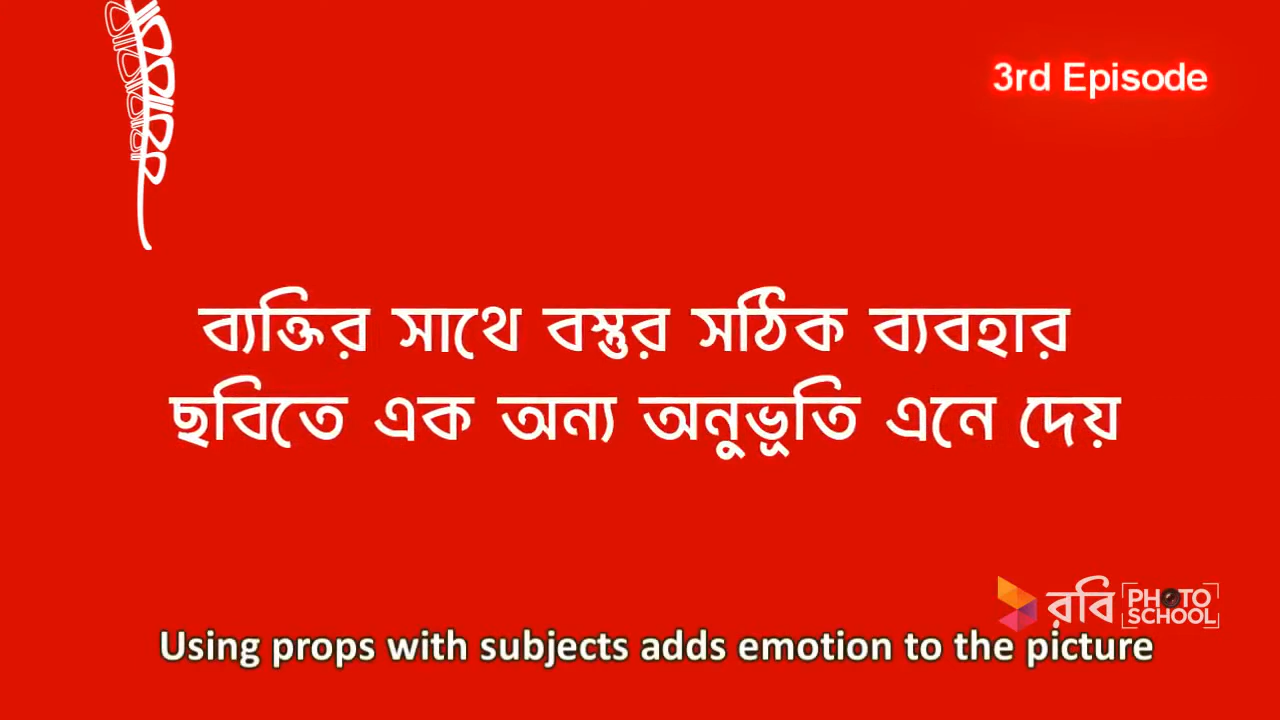 3rd Episode
ব্যক্তির সাথে বস্তুর সঠিক ব্যবহার
ছবিতে এক অন্য অনুভূতি এনে দেয়
রবি PHOTO SCHOOL
Using props with subjects adds emotion to the picture